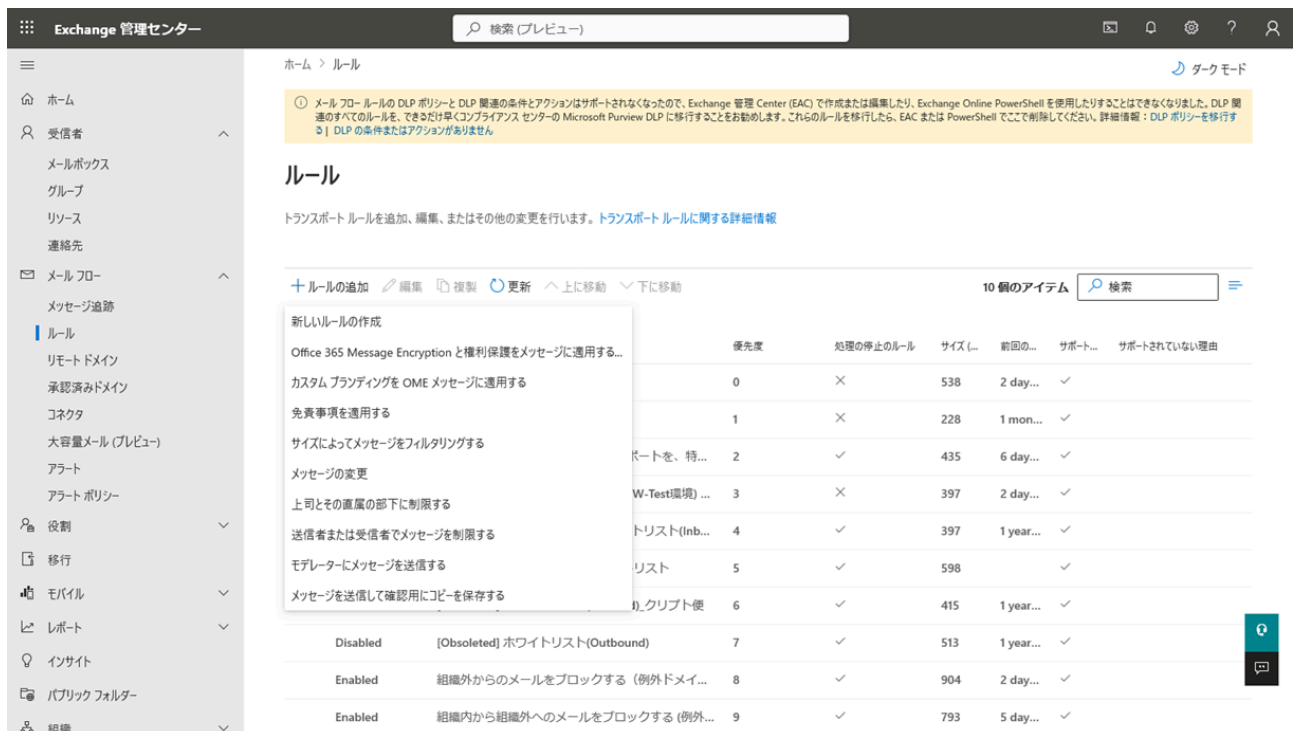 Exchange 管理センター
検索 (プレビュー)
ホーム > ルール
ダーク モード
ホーム
受信者
メールボックス
グループ
リソース
連絡先
メール フロー
メッセージ追跡
ルール
リモート ドメイン
承認済みドメイン
コネクタ
大容量メール (プレビュー)
アラート
アラート ポリシー
役割
移行
モバイル
レポート
インサイト
パブリック フォルダー
組織
メール フロー ルールの DLP ポリシーと DLP 関連の条件とアクションはサポートされなくなったので、Exchange 管理 Center (EAC) で作成または編集したり、Exchange Online PowerShell を使用したりすることはできなくなりました。DLP 関
連のすべてのルールを、できるだけ早くコンプライアンス センターの Microsoft Purview DLP に移行することをお勧めします。これらのルールを移行したら、EAC または PowerShell でここで削除してください。詳細情報：DLP ポリシーを移行す
る| DLP の条件またはアクションがありません
ルール
トランスポート ルールを追加、編集、またはその他の変更を行います。トランスポート ルールに関する詳細情報
ルールの追加 編集 複製 更新 上に移動 下に移動 10 個のアイテム 検索
新しいルールの作成
Office 365 Message Encryption と権利保護をメッセージに適用する...
カスタム ブランディングを OME メッセージに適用する
免責事項を適用する
サイズによってメッセージをフィルタリングする
メッセージの変更
上司とその直属の部下に制限する
送信者または受信者でメッセージを制限する
モデレーターにメッセージを送信する
メッセージを送信して確認用にコピーを保存する
優先度 処理の停止のルール サイズ (... 前回の... サポート... サポートされていない理由
0 538 2 day...
1 228 1 mon...
ポートを、特... 2 435 6 day...
W-Test環境) ... 3 397 2 day...
トリスト(Inb... 4 397 1 year...
リスト 5 598
)_クリプト便 6 415 1 year...
Disabled [Obsoleted] ホワイトリスト(Outbound) 7 513 1 year...
Enabled 組織外からのメールをブロックする（例外ドメイ... 8 904 2 day...
Enabled 組織内から組織外へのメールをブロックする (例外... 9 793 5 day...